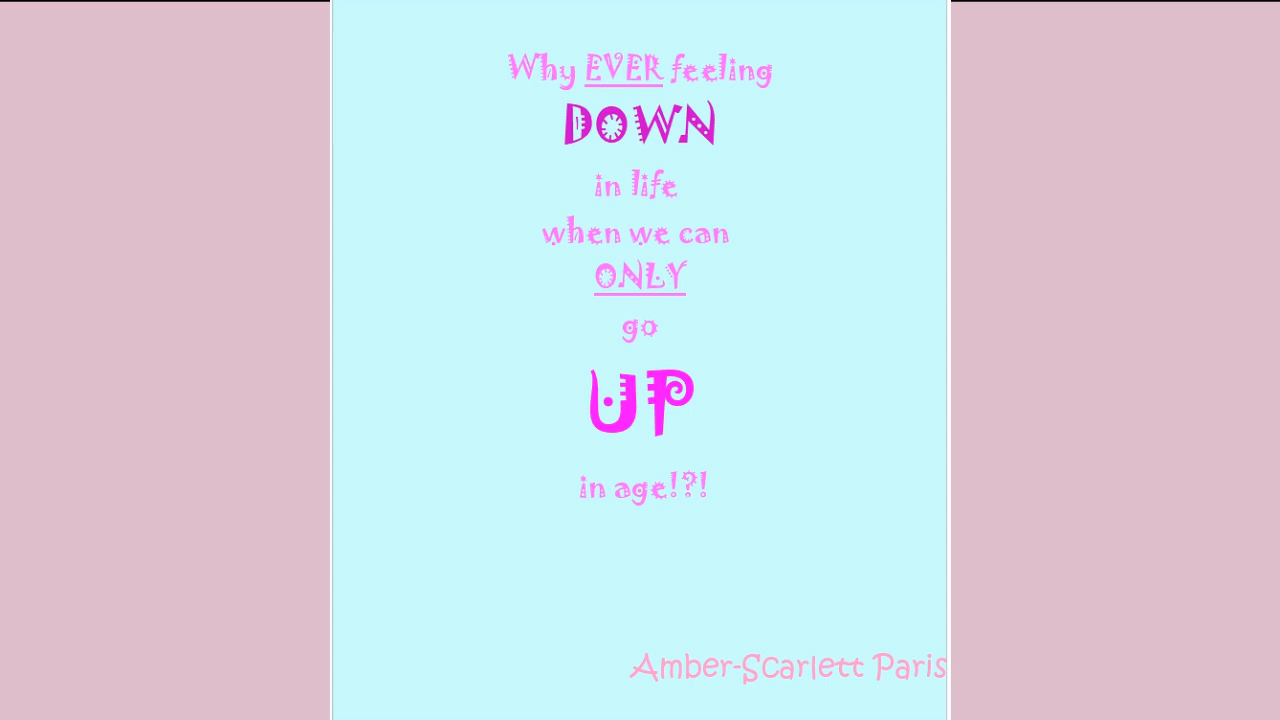 Why EVER feeling
DOWN
in life
when we can
ONLY
go
UP
in age!?!
Amber-Scarlett Paris